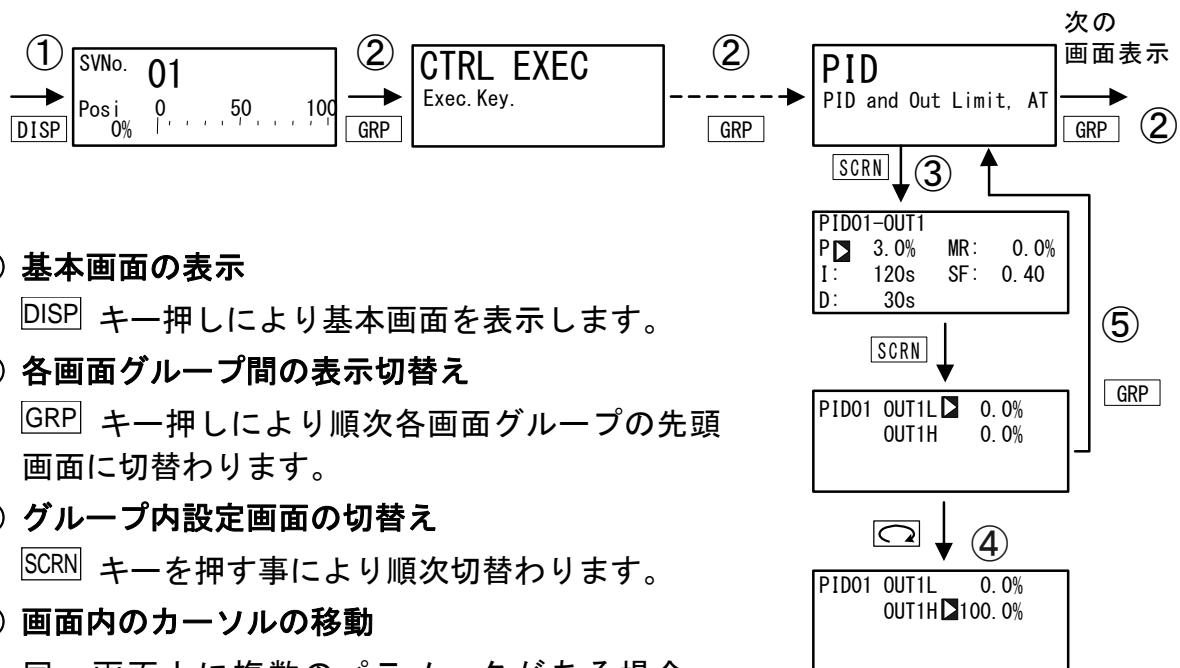 次の
画面表示
①
②
②
DISP
SVNo. 01
Posi 0 50 100
0%
GRP
CTRL EXEC
Exec. Key.
GRP
PID
PID and Out Limit, AT
GRP ②
SCRN ③
PID01-OUT1
P 3.0% MR: 0.0%
I: 120s SF: 0.40
D: 30s
SCRN
⑤
GRP
PID01 OUT1L 0.0%
OUT1H 0.0%
④
PID01 OUT1L 0.0%
OUT1H 100.0%
基本画面の表示
DISP キー押しにより基本画面を表示します。
各画面グループ間の表示切替え
GRP キー押しにより順次各画面グループの先頭
画面に切替わります。
グループ内設定画面の切替え
SCRN キーを押す事により順次切替わります。
画面内のカーソルの移動